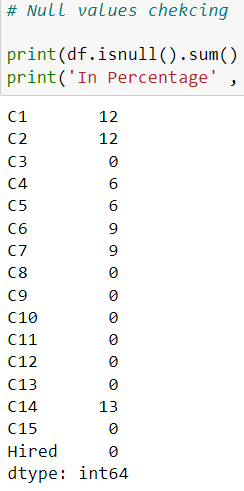 # Null values chekcing
print(df.isnull().sum()
print('In Percentage' ,
C1 12
C2 12
C3 0
C4 6
C5 6
C6 9
C7 9
C8 0
C9 0
C10 0
C11 0
C12 0
C13 0
C14 13
C15 0
Hired 0
dtype: int64